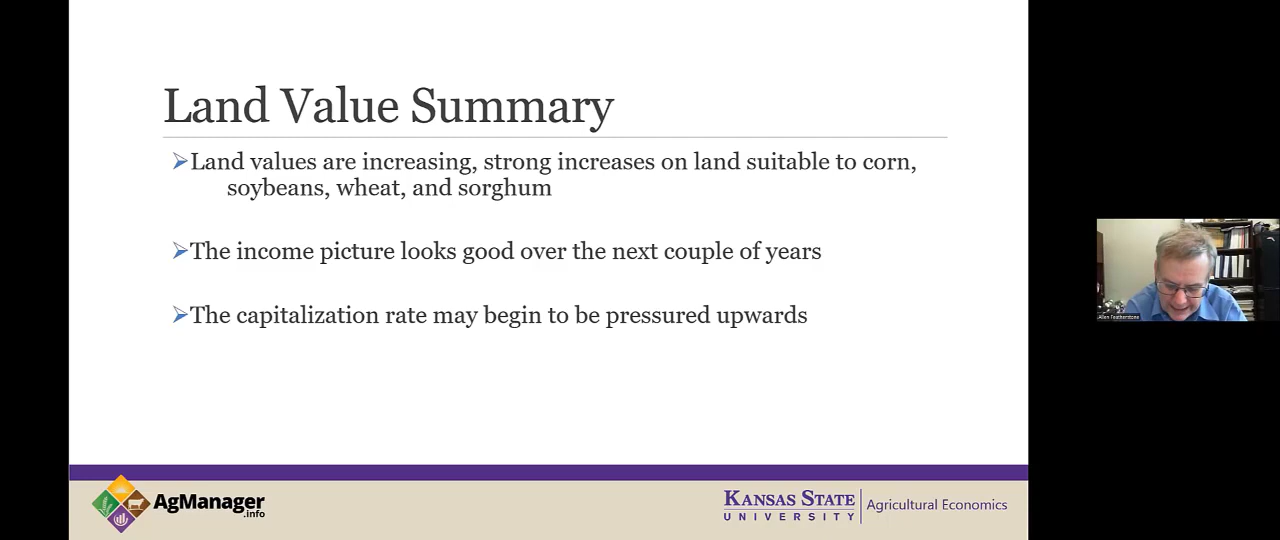 Land Value Summary
➢Land values are increasing, strong increases on land suitable to corn,
soybeans, wheat, and sorghum
➢The income picture looks good over the next couple of years
➢The capitalization rate may begin to be pressured upwards
Allen Featherstone
AgManager
.info
KANSAS STATE
UNIVERSITY
Agricultural Economics